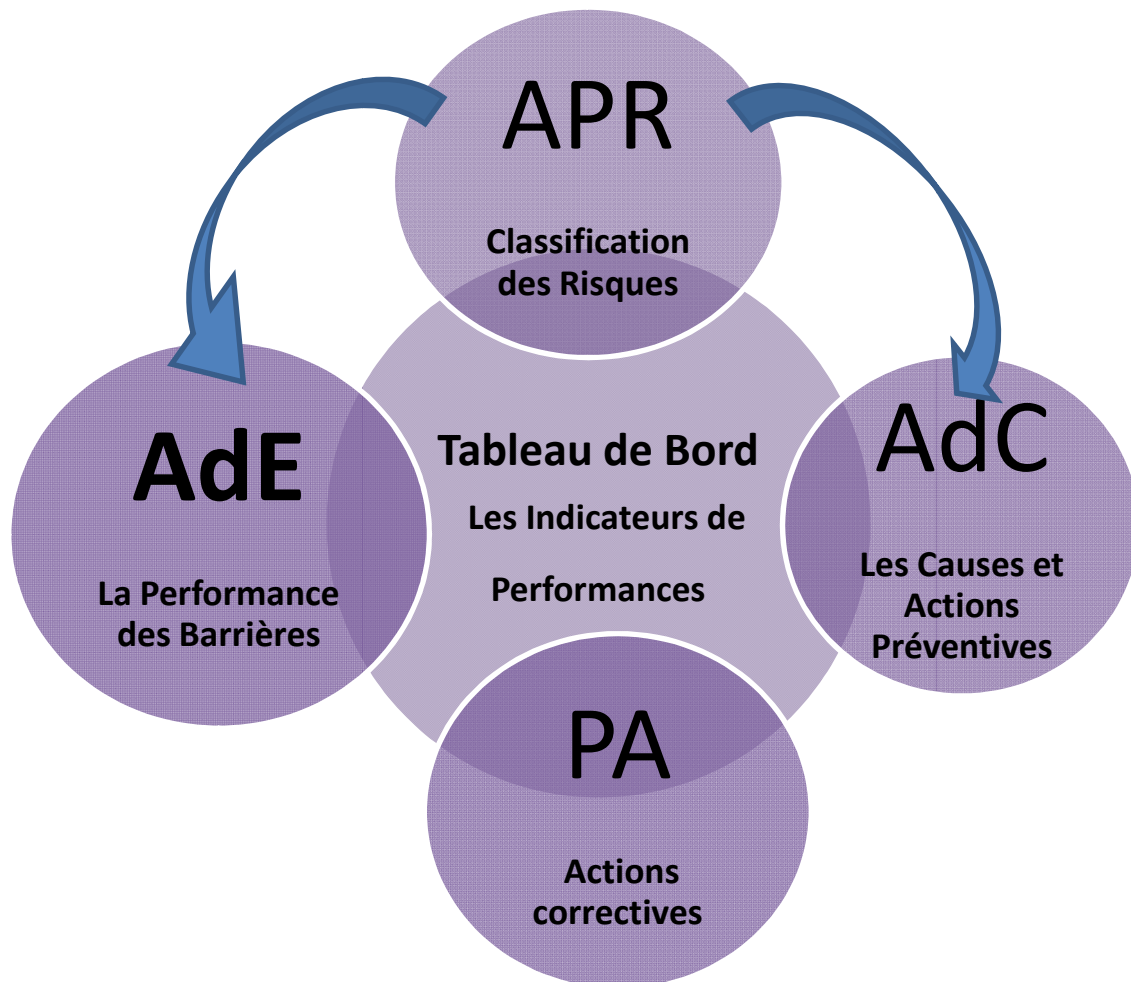 APR
Classification
des Risques
Tableau de Bord
Les Indicateurs de
Performances
AdE
La Performance
des Barrières
AdC
Les Causes et
Actions
Préventives
PA
Actions
correctives